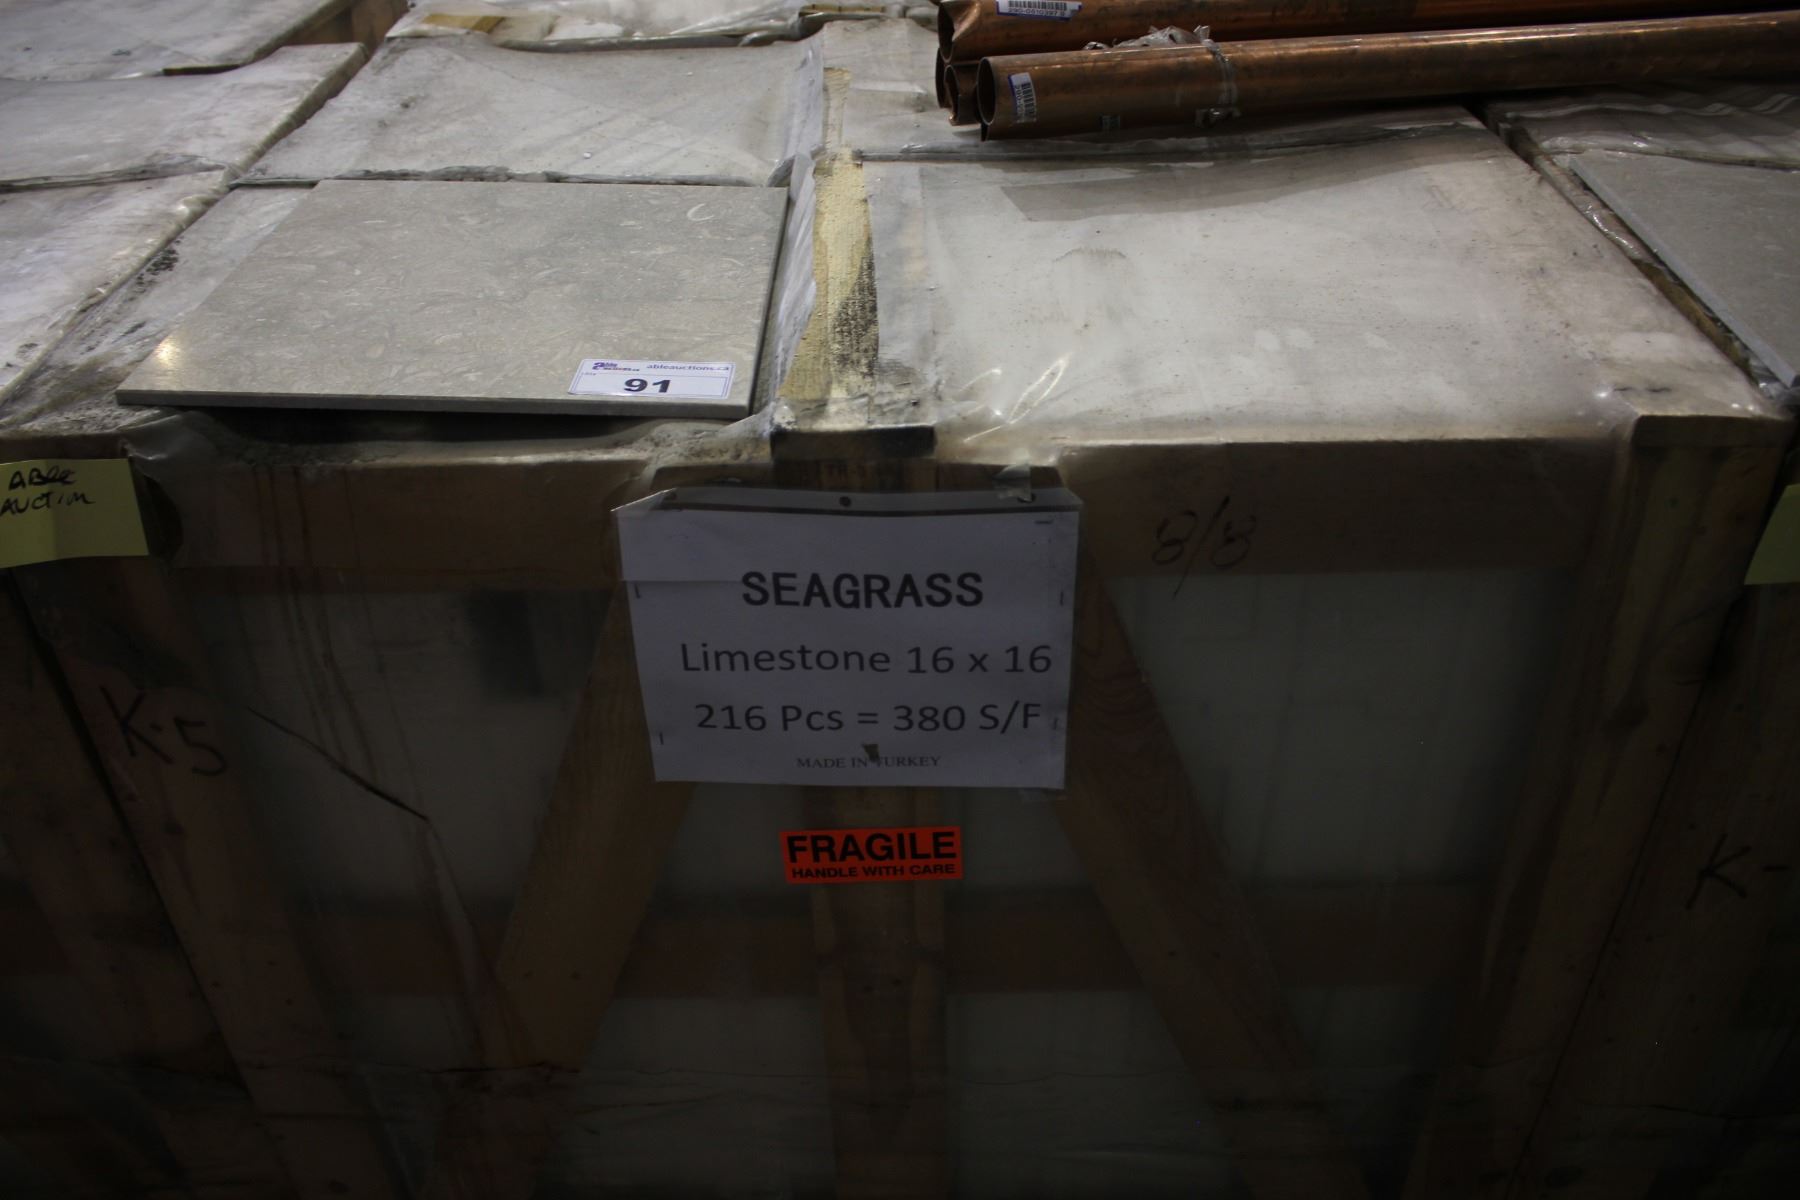 able
ableauctions.ca
91
ABLE
AUCTION
8/8
SEAGRASS
Limestone 16 x 16
216 Pcs = 380 S/F
MADE IN TURKEY
K-5
FRAGILE
HANDLE WITH CARE
K-